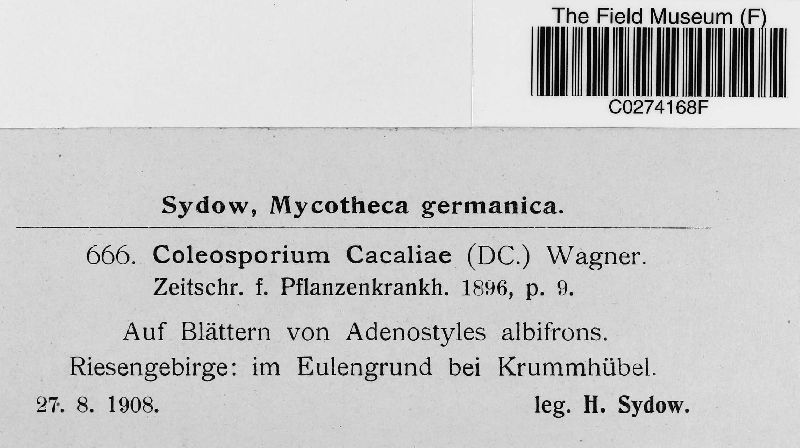 The Field Museum (F)
C0274168F
Sydow, Mycotheca germanica.
666. Coleosporium Cacaliae (DC.) Wagner.
Zeitschr. f. Pflanzenkrankh. 1896, p. 9.
Auf Blättern von Adenostyles albifrons.
Riesengebirge: im Eulengrund bei Krummhübel.
27. 8. 1908. leg. H. Sydow.